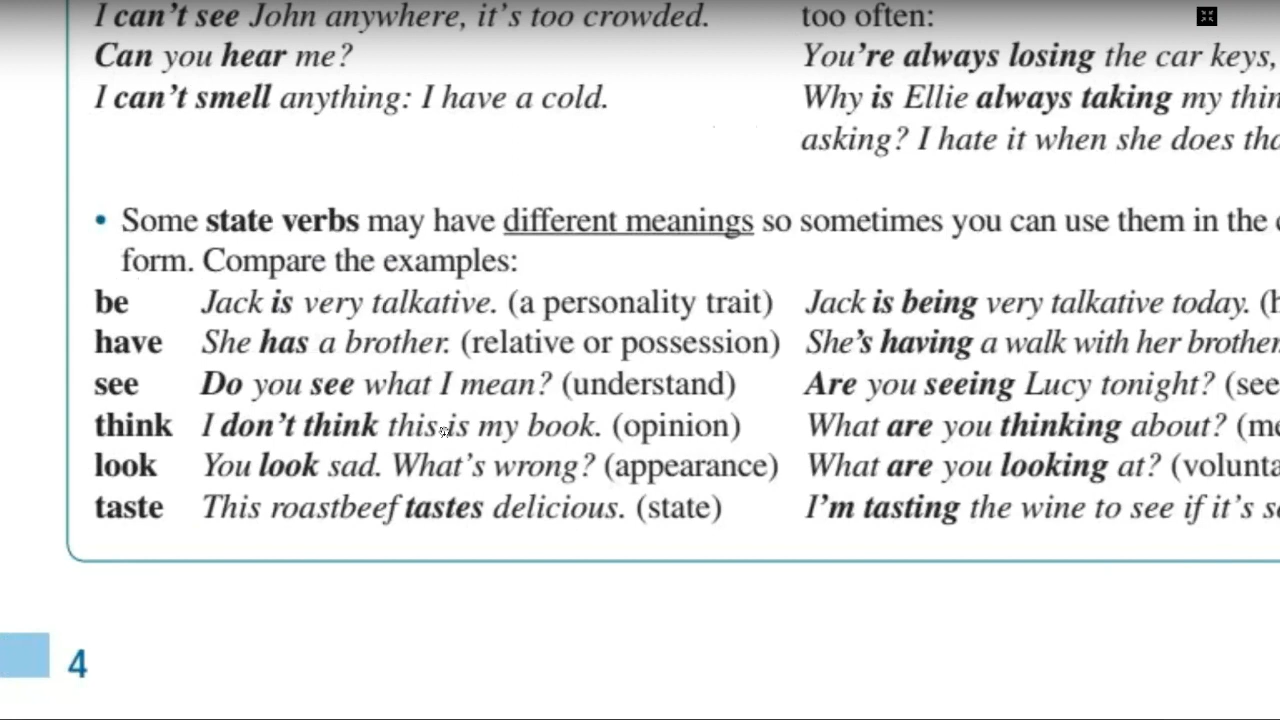 I can't see John anywhere, it's too crowded.
Can you hear me?
I can't smell anything: I have a cold.
too often:
You're always losing the car keys,
Why is Ellie always taking my
asking? I hate it when she does
• Some state verbs may have different meanings so sometimes you can use them in the
form. Compare the examples:
be Jack is very talkative. (a personality trait) Jack is being very talkative today.
have She has a brother. (relative or possession) She's having a walk with her brother
see Do you see what I mean? (understand) Are you seeing Lucy tonight? (see
think I don't think this is my book. (opinion) What are you thinking about?
look You look sad. What's wrong? (appearance) What are you looking at?
taste This roastbeef tastes delicious. (state) I'm tasting the wine to see if it's
4